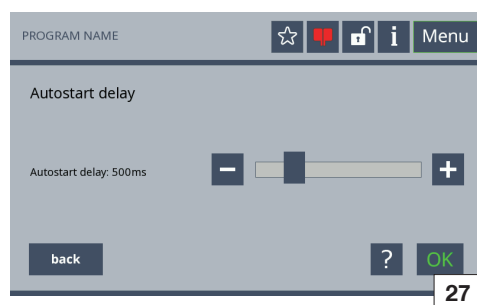 PROGRAM NAME i Menu
Autostart delay
Autostart delay: 500ms − +
back ? OK
27